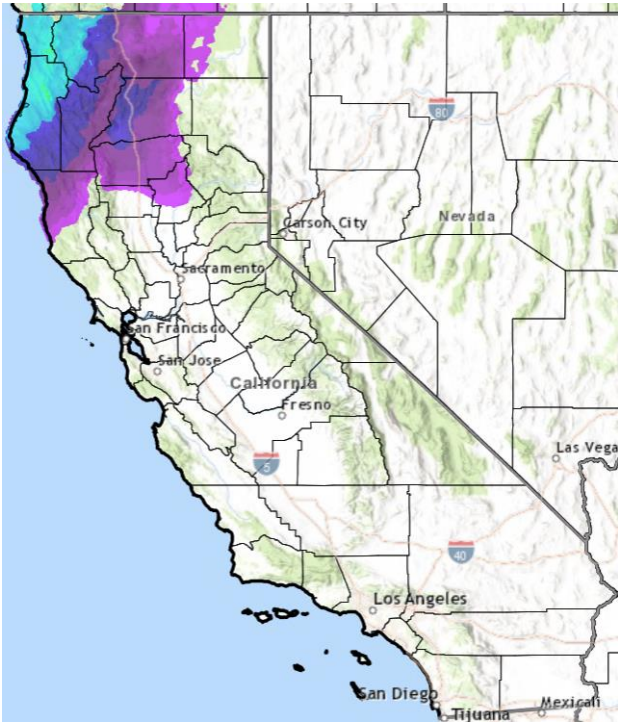 80
Carson City
Nevada
Sacramento
San Francisco
San Jose
California
Fresno
5
Las Vega
40
Los Angeles
San Diego
Tijuana
Mexicali